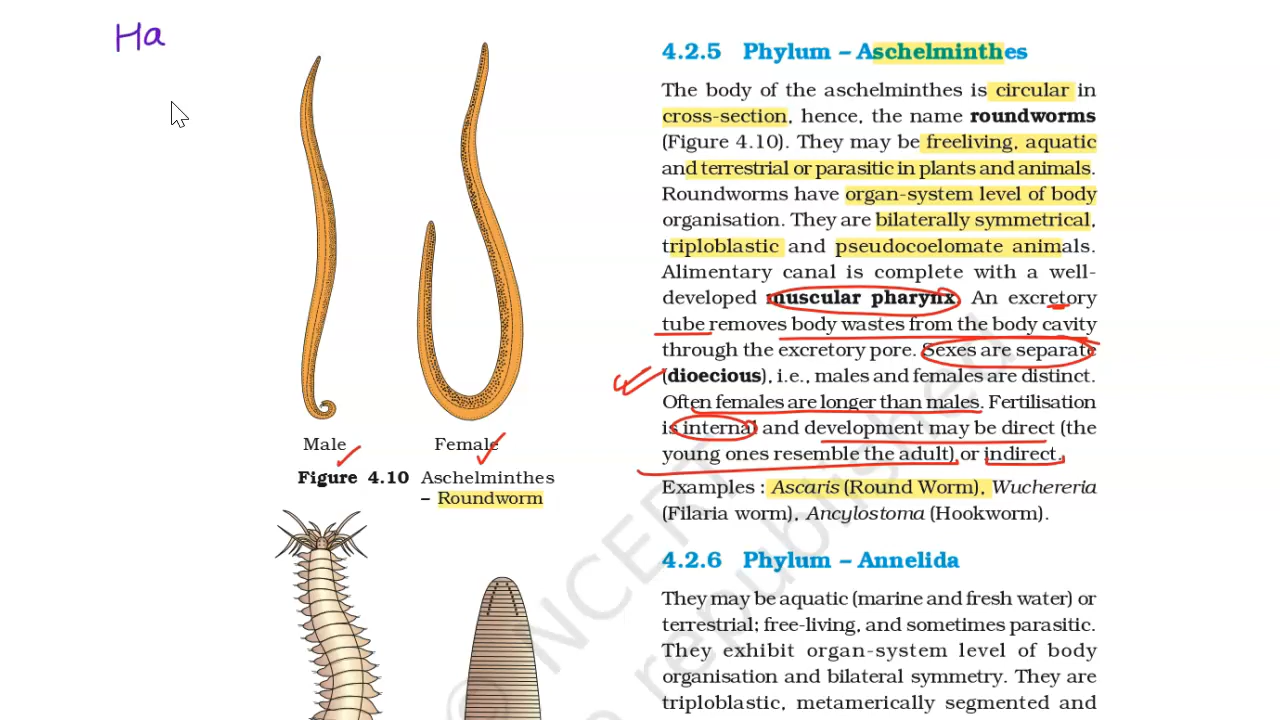 Ha
4.2.5 Phylum – Aschelminthes
The body of the aschelminthes is circular in
cross-section, hence, the name roundworms
(Figure 4.10). They may be freeliving, aquatic
and terrestrial or parasitic in plants and animals.
Roundworms have organ-system level of body
organisation. They are bilaterally symmetrical,
triploblastic and pseudocoelomate animals.
Alimentary canal is complete with a well-
developed muscular pharynx. An excretory
tube removes body wastes from the body cavity
through the excretory pore. Sexes are separate
(dioecious), i.e., males and females are distinct.
Often females are longer than males. Fertilisation
is internal and development may be direct (the
young ones resemble the adult) or indirect.
Examples : Ascaris (Round Worm), Wuchereria
(Filaria worm), Ancylostoma (Hookworm).
Male Female
Figure 4.10 Aschelminthes
– Roundworm
4.2.6 Phylum – Annelida
They may be aquatic (marine and fresh water) or
terrestrial; free-living, and sometimes parasitic.
They exhibit organ-system level of body
organisation and bilateral symmetry. They are
triploblastic, metamerically segmented and
© NCERT
republished